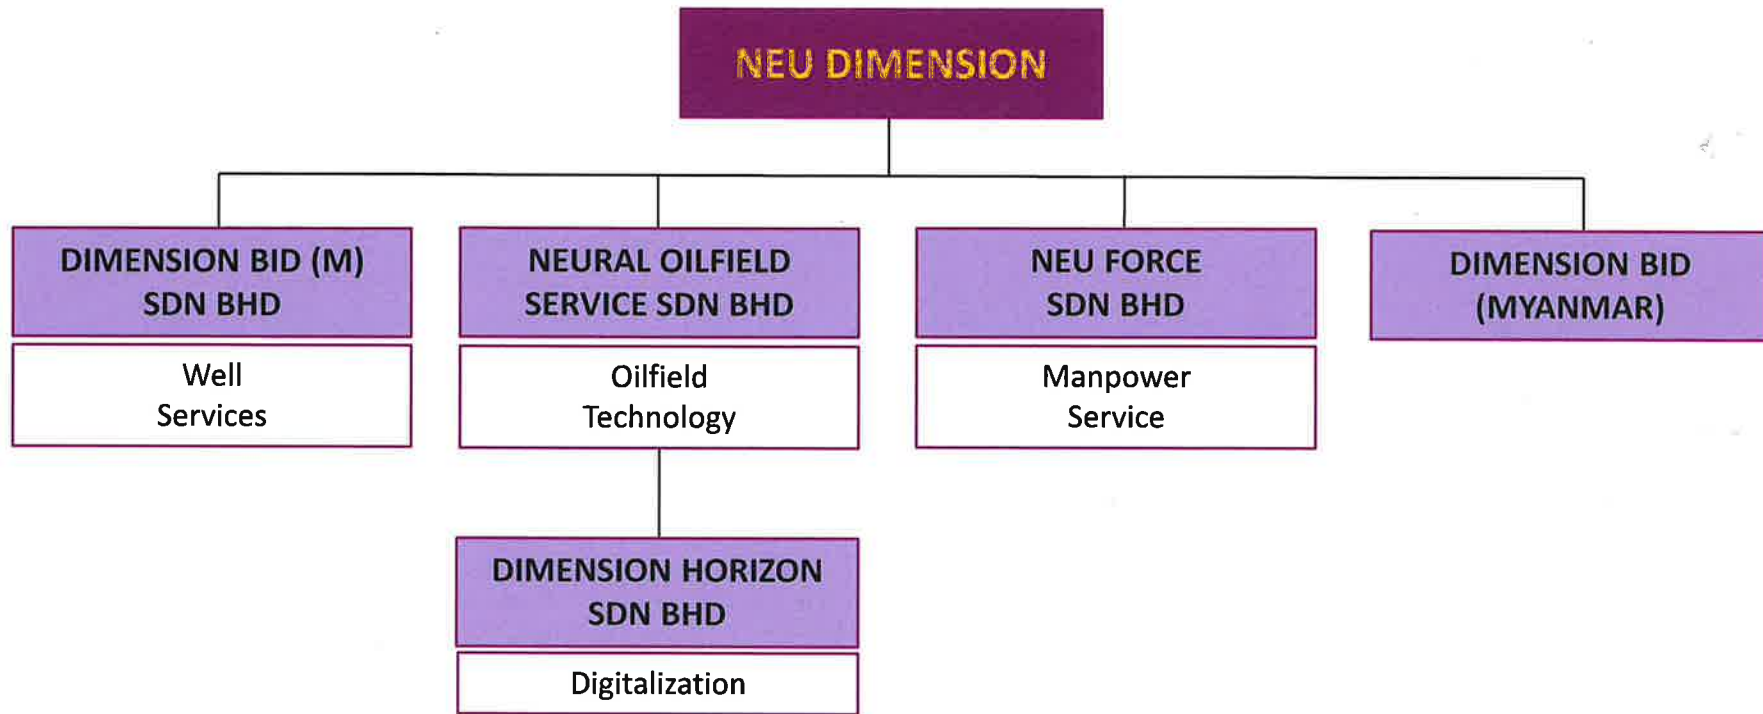 NEU DIMENSION
DIMENSION BID (M)
SDN BHD
Well
Services
NEURAL OILFIELD
SERVICE SDN BHD
Oilfield
Technology
NEU FORCE
SDN BHD
Manpower
Service
DIMENSION BID
(MYANMAR)
DIMENSION HORIZON
SDN BHD
Digitalization